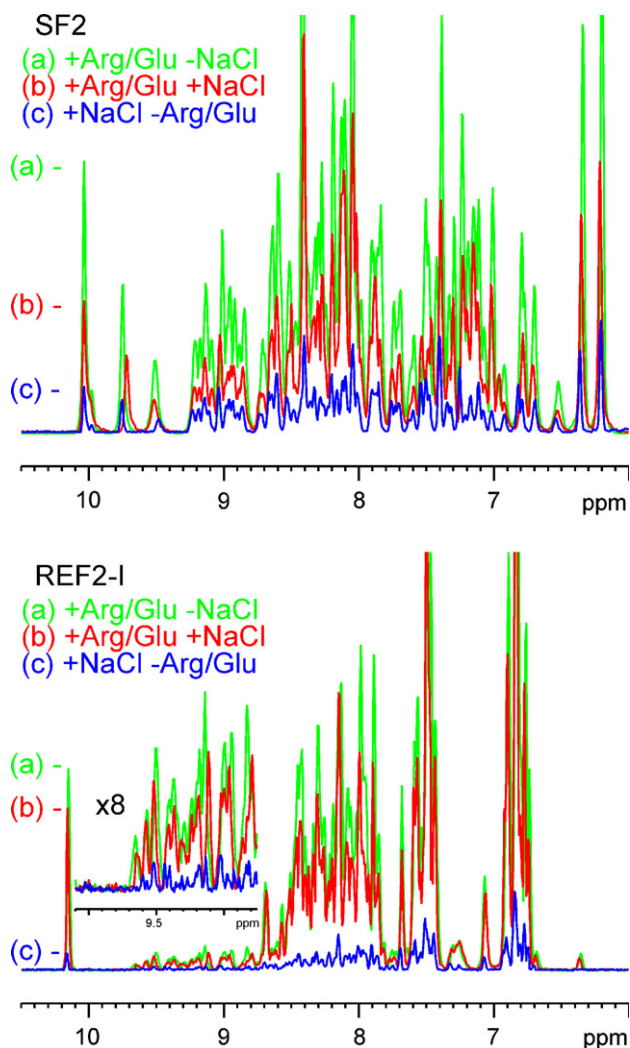 SF2
(a) +Arg/Glu -NaCl
(b) +Arg/Glu +NaCl
(c) +NaCl -Arg/Glu
(a) -
(b) -
(c) -
10 9 8 7 ppm
REF2-I
(a) +Arg/Glu -NaCl
(b) +Arg/Glu +NaCl
(c) +NaCl -Arg/Glu
(a) -
(b) -
x8
9.5 ppm
(c) -
10 9 8 7 ppm